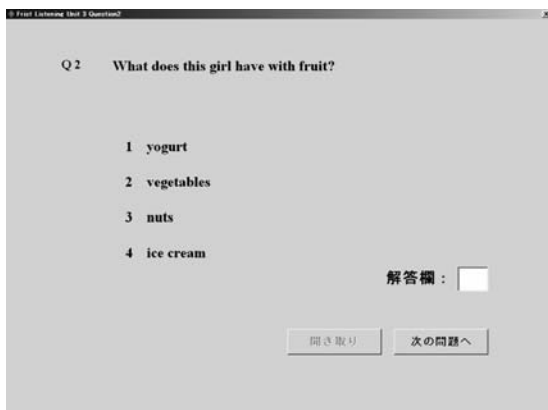 First Listening Unit 3 Question2
Q 2 What does this girl have with fruit?
1 yogurt
2 vegetables
3 nuts
4 ice cream
解答欄：
聞き取り 次の問題へ